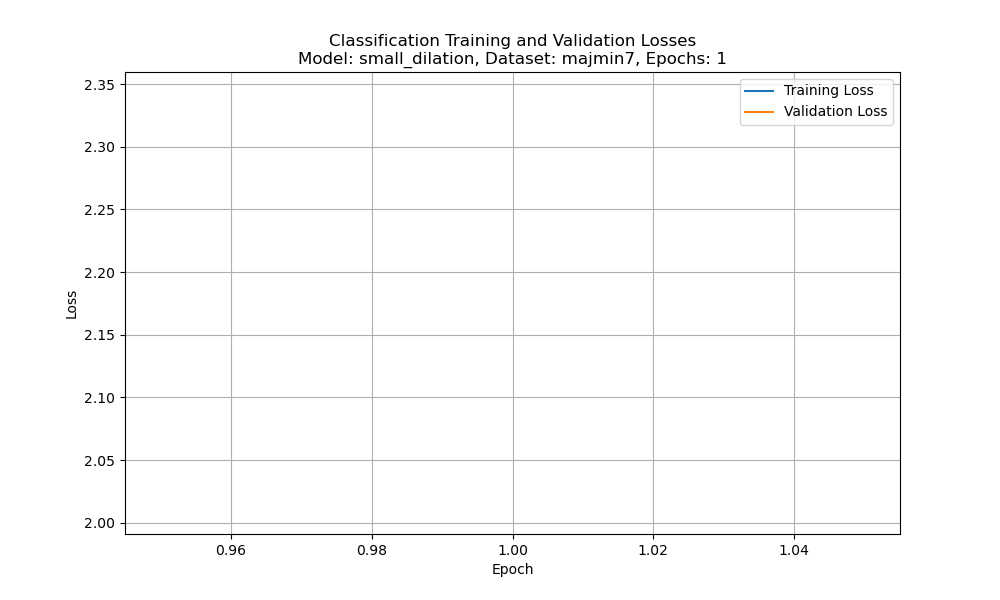 Classification Training and Validation Losses
Model: small_dilation, Dataset: majmin7, Epochs: 1
Training Loss
Validation Loss
2.35
2.30
2.25
2.20
2.15
2.10
2.05
2.00
Loss
0.96
0.98
1.00
1.02
1.04
Epoch